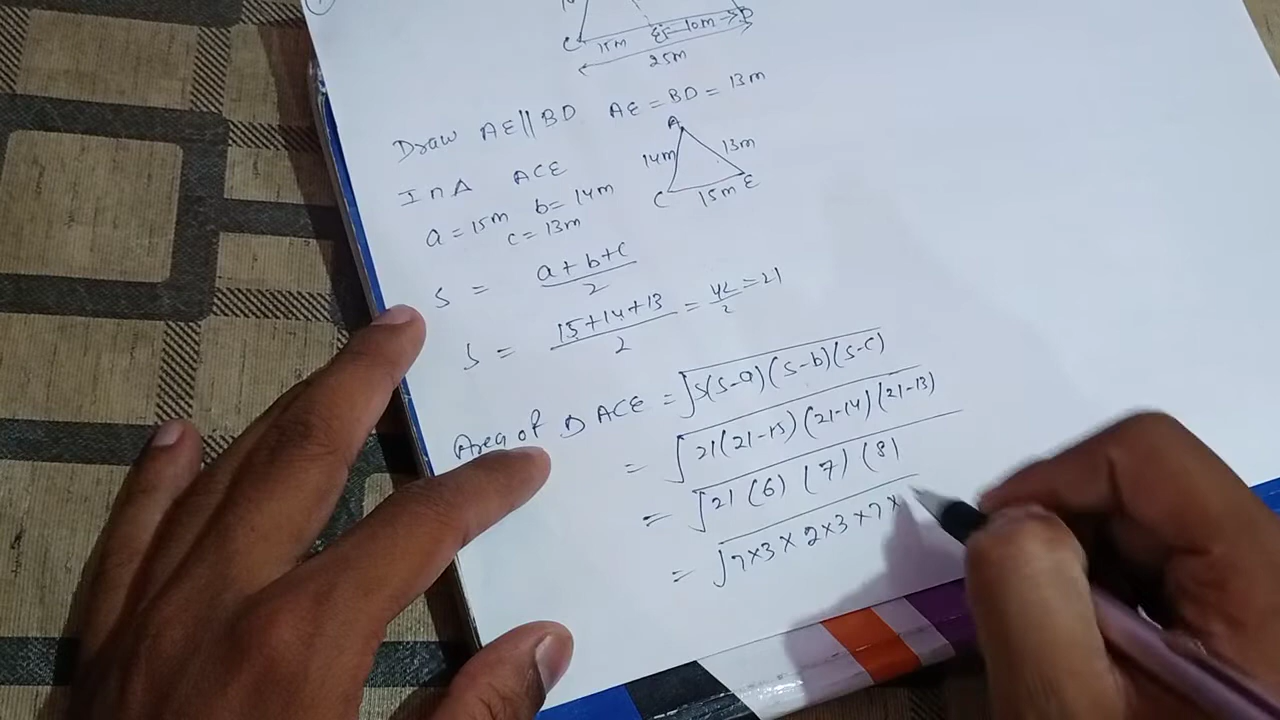 C 15m E 10m → D
25m
Draw AE||BD AE = BD = 13m
A
In Δ ACE
14m 13m
C 15m E
a = 15m b = 14m
c = 13m
s = a+b+c / 2
s = 15+14+13 / 2 = 42/2 = 21
Area of Δ ACE = √s(s-a)(s-b)(s-c)
= √21(21-15)(21-14)(21-13)
= √21(6)(7)(8)
= √7×3×2×3×7×